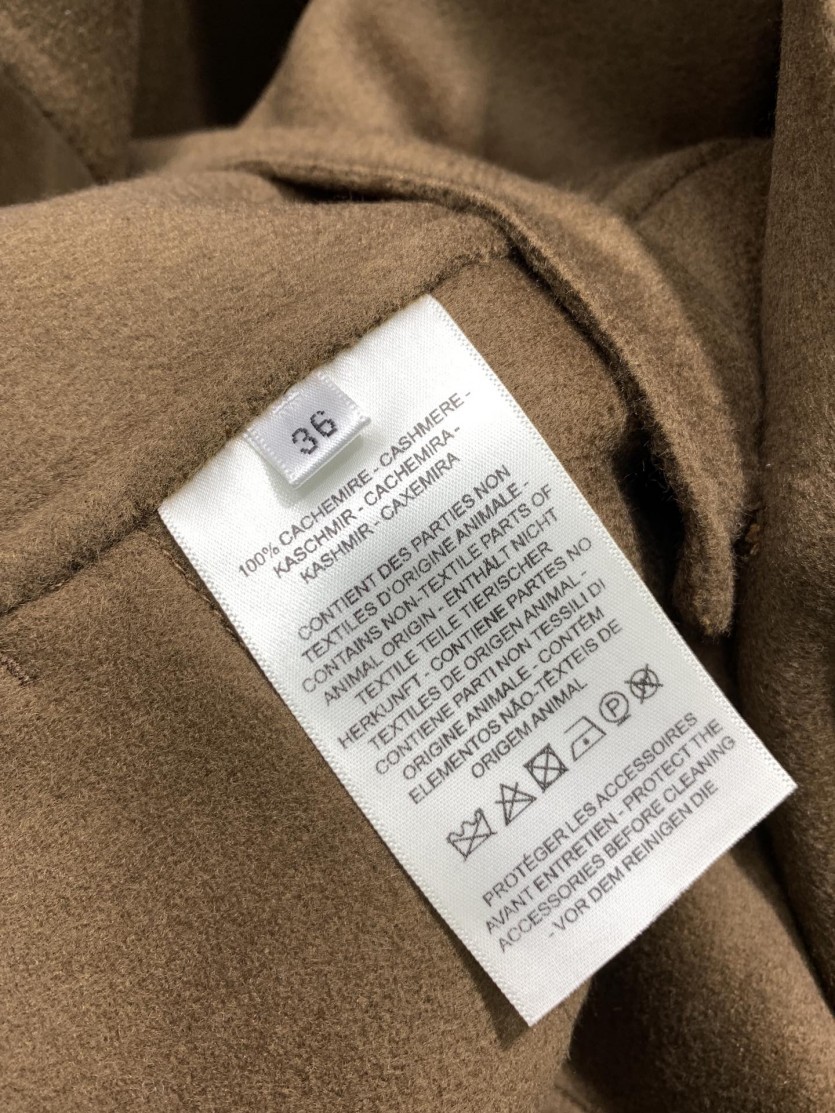 36
100% CACHEMIRE - CASHMERE -
KASCHMIR - CACHEMIRA -
KASHMIR - CAXEMIRA
CONTIENT DES PARTIES NON
TEXTILES D'ORIGINE ANIMALE -
CONTAINS NON-TEXTILE PARTS OF
ANIMAL ORIGIN - ENTHÄLT NICHT
TEXTILE TEILE TIERISCHER
HERKUNFT - CONTIENE PARTES NO
TEXTILES DE ORIGEN ANIMAL -
CONTIENE PARTI NON TESSILI DI
ORIGINE ANIMALE - CONTÉM
ELEMENTOS NÃO-TÊXTEIS DE
ORIGEM ANIMAL
P
PROTÉGER LES ACCESSOIRES
AVANT ENTRETIEN - PROTECT THE
ACCESSORIES BEFORE CLEANING
- VOR DEM REINIGEN DIE